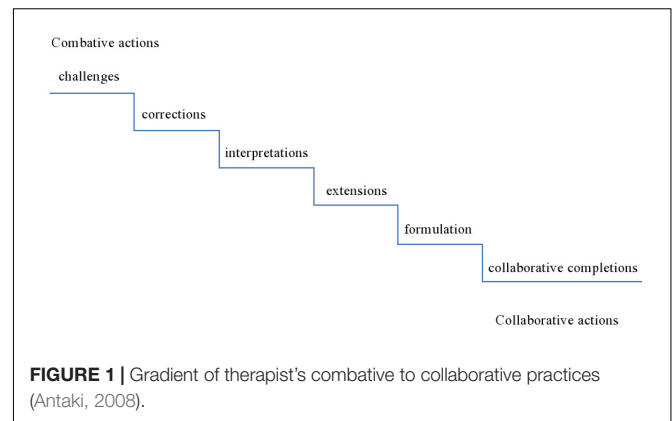 Combative actions
challenges
corrections
interpretations
extensions
formulation
collaborative completions
Collaborative actions
FIGURE 1 | Gradient of therapist’s combative to collaborative practices
(Antaki, 2008).